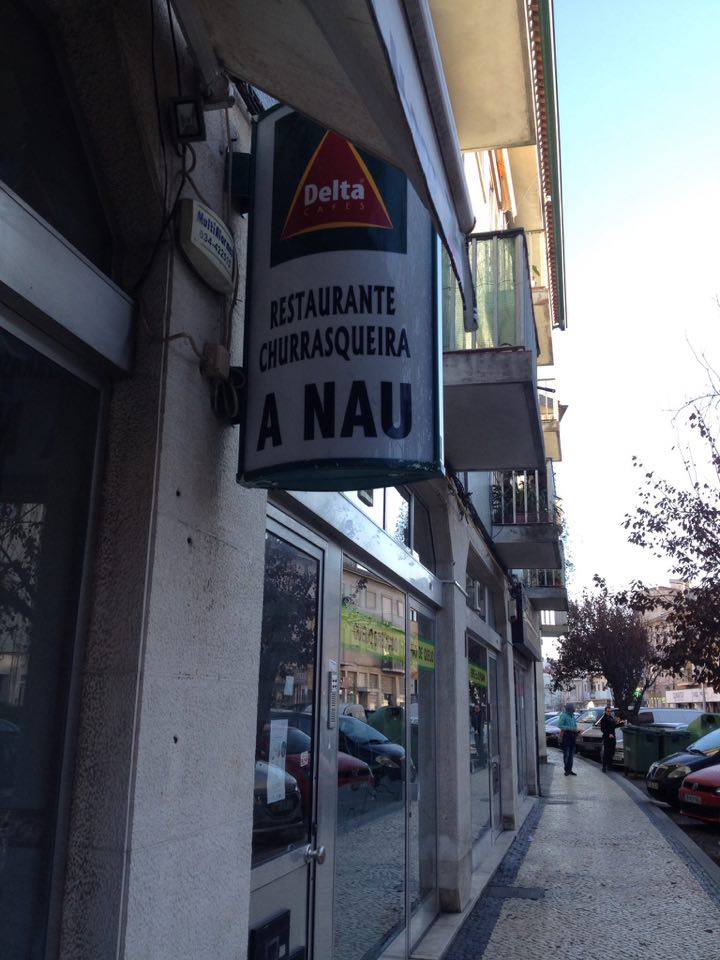 Delta
CAFÉS
RESTAURANTE
CHURRASQUEIRA
A NAU